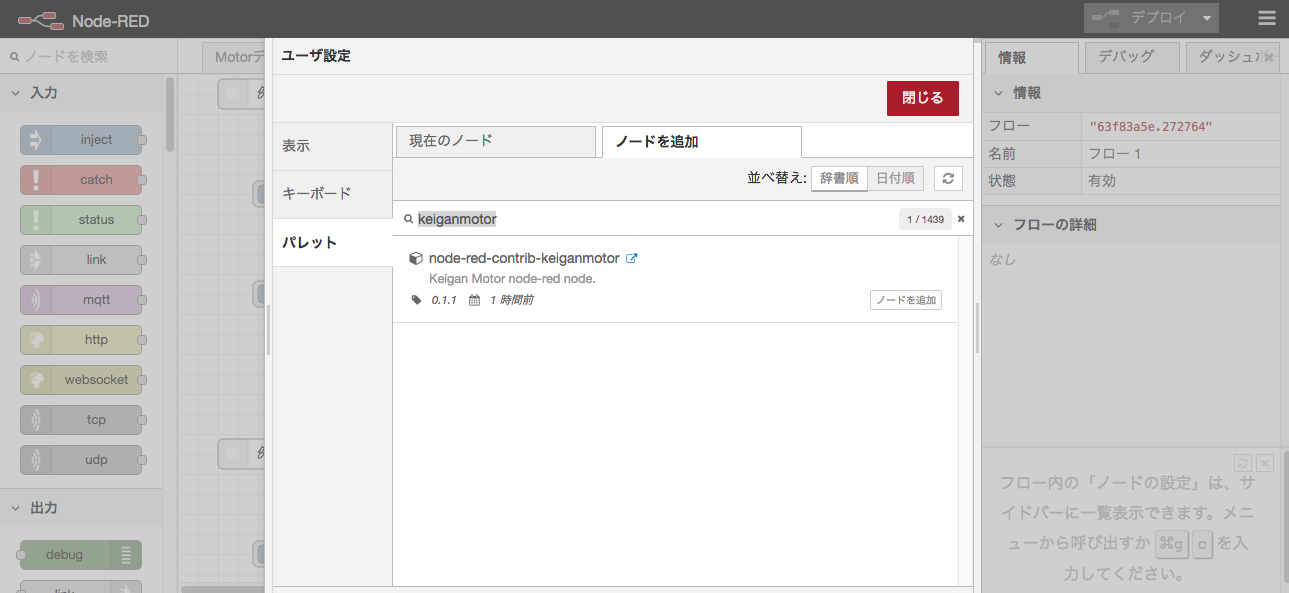 Node-RED
デプロイ
ノードを検索
入力
inject
catch
status
link
mqtt
http
websocket
tcp
udp
出力
debug
link
Motorデ
例
例
ユーザ設定
閉じる
表示
キーボード
パレット
現在のノード
ノードを追加
並べ替え:
辞書順
日付順
keiganmotor
1 / 1439
node-red-contrib-keiganmotor
Keigan Motor node-red node.
0.1.1
1 時間前
ノードを追加
情報
デバッグ
ダッシュボー
情報
フロー
"63f83a5e.272764"
名前
フロー 1
状態
有効
フローの詳細
なし
フロー内の「ノードの設定」は、サ
イドバーに一覧表示できます。メニ
ューから呼び出すか ⌘g c を入
力してください。